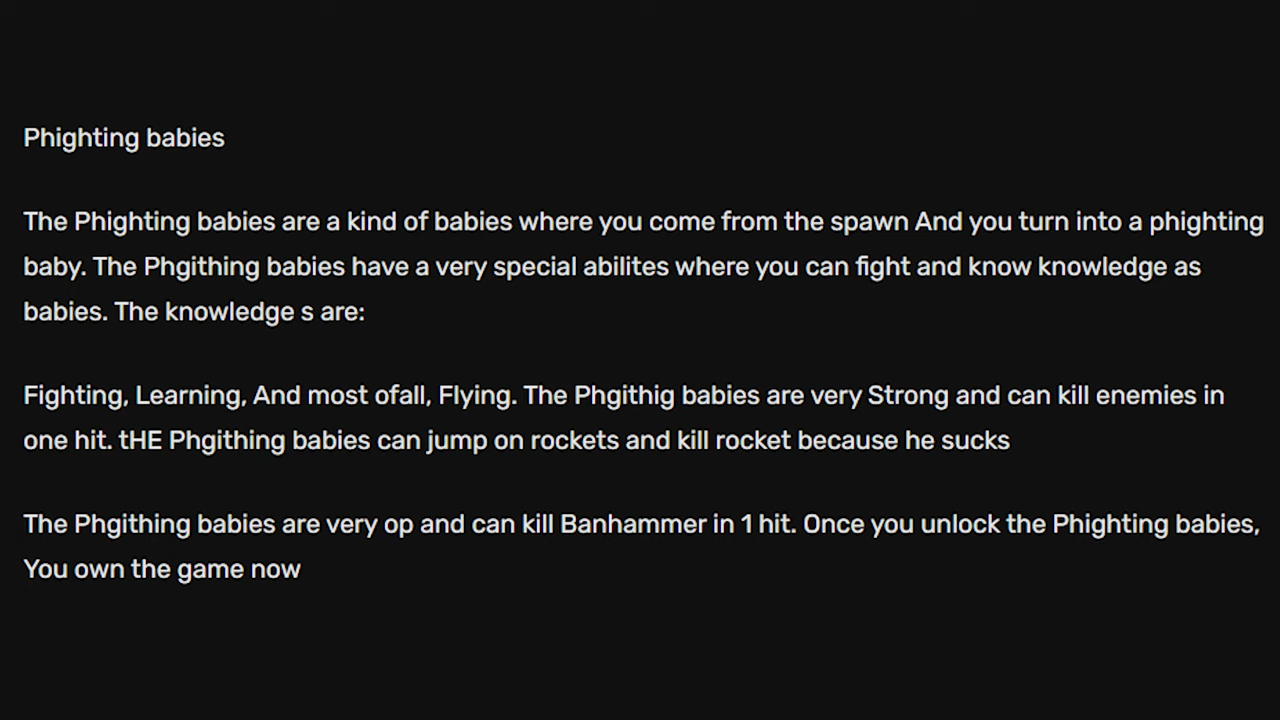 Phighting babies
The Phighting babies are a kind of babies where you come from the spawn And you turn into a phighting
baby. The Phgithing babies have a very special abilites where you can fight and know knowledge as
babies. The knowledge s are:
Fighting, Learning, And most ofall, Flying. The Phgithig babies are very Strong and can kill enemies in
one hit. tHE Phgithing babies can jump on rockets and kill rocket because he sucks
The Phgithing babies are very op and can kill Banhammer in 1 hit. Once you unlock the Phighting babies,
You own the game now